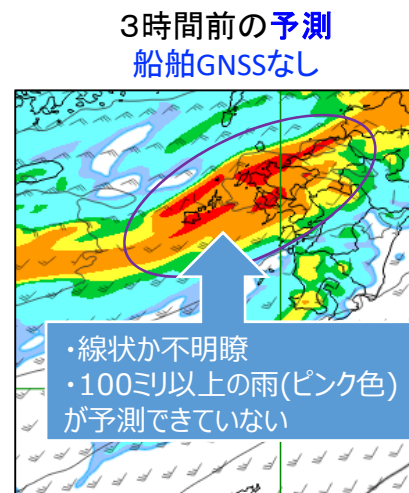 ３時間前の予測
船舶GNSSなし
・線状か不明瞭
・100ミリ以上の雨(ピンク色)
が予測できていない